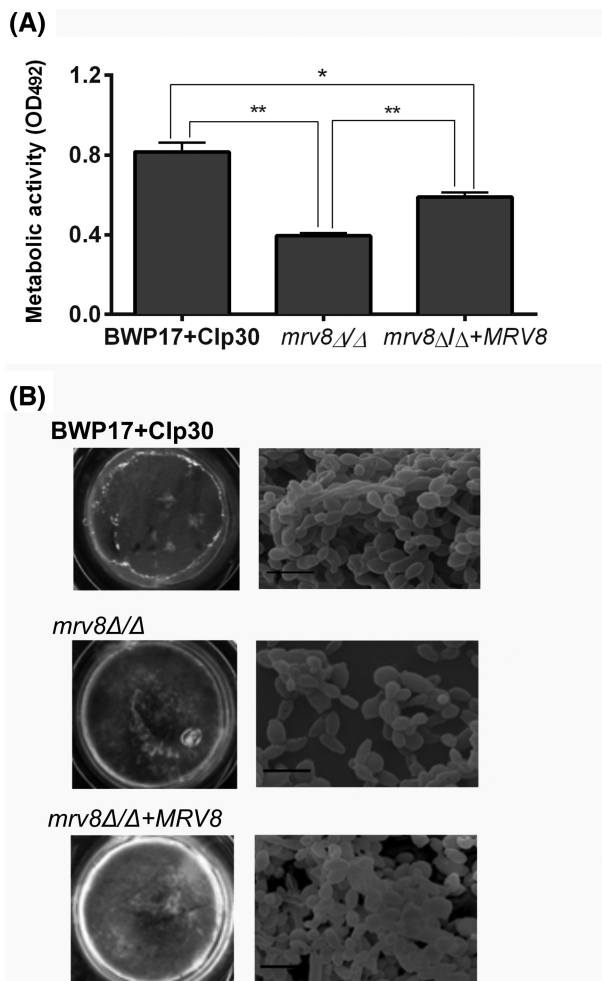 (A)
Metabolic activity (OD492)
1.2
0.8
0.4
0.0
*
**
**
BWP17+Clp30
mrv8Δ/Δ
mrv8Δ/Δ+MRV8
(B)
BWP17+Clp30
mrv8Δ/Δ
mrv8Δ/Δ+MRV8